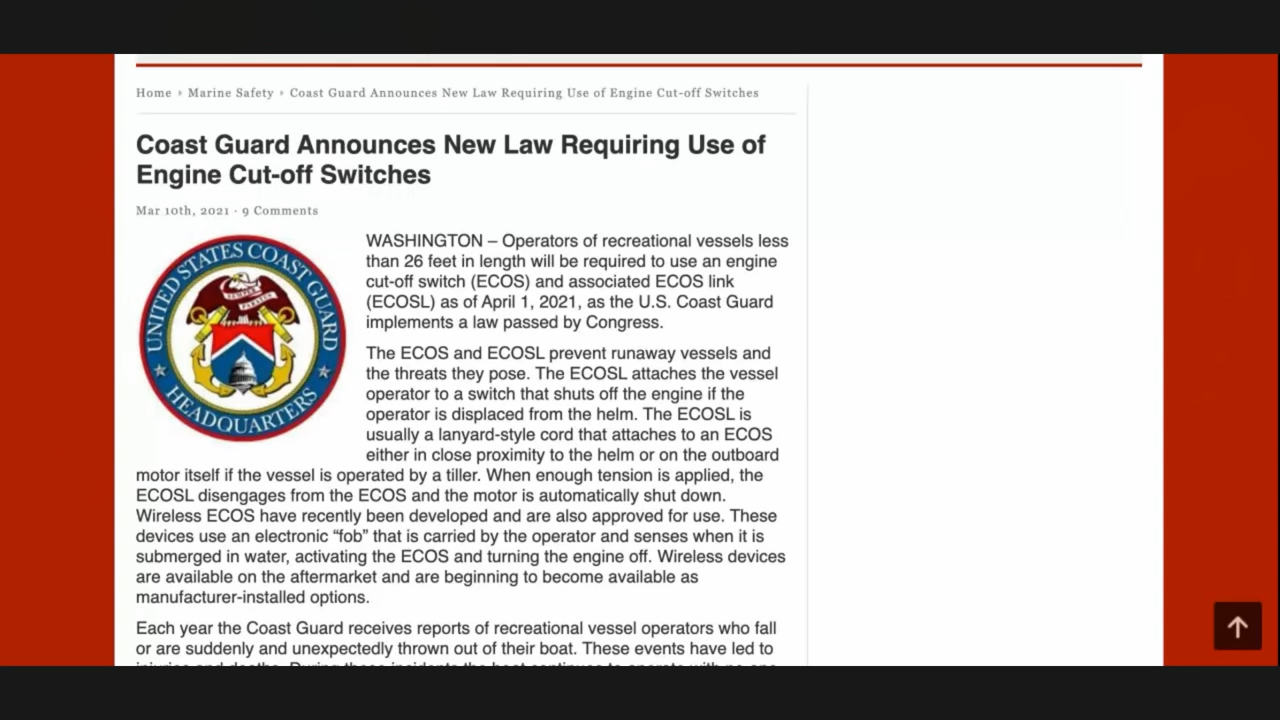 Home › Marine Safety › Coast Guard Announces New Law Requiring Use of Engine Cut-off Switches
Coast Guard Announces New Law Requiring Use of
Engine Cut-off Switches
Mar 10th, 2021 · 9 Comments
UNITED STATES COAST GUARD
SEMPER
PARATUS
HEADQUARTERS
WASHINGTON – Operators of recreational vessels less
than 26 feet in length will be required to use an engine
cut-off switch (ECOS) and associated ECOS link
(ECOSL) as of April 1, 2021, as the U.S. Coast Guard
implements a law passed by Congress.
The ECOS and ECOSL prevent runaway vessels and
the threats they pose. The ECOSL attaches the vessel
operator to a switch that shuts off the engine if the
operator is displaced from the helm. The ECOSL is
usually a lanyard-style cord that attaches to an ECOS
either in close proximity to the helm or on the outboard
motor itself if the vessel is operated by a tiller. When enough tension is applied, the
ECOSL disengages from the ECOS and the motor is automatically shut down.
Wireless ECOS have recently been developed and are also approved for use. These
devices use an electronic “fob” that is carried by the operator and senses when it is
submerged in water, activating the ECOS and turning the engine off. Wireless devices
are available on the aftermarket and are beginning to become available as
manufacturer-installed options.
Each year the Coast Guard receives reports of recreational vessel operators who fall
or are suddenly and unexpectedly thrown out of their boat. These events have led to